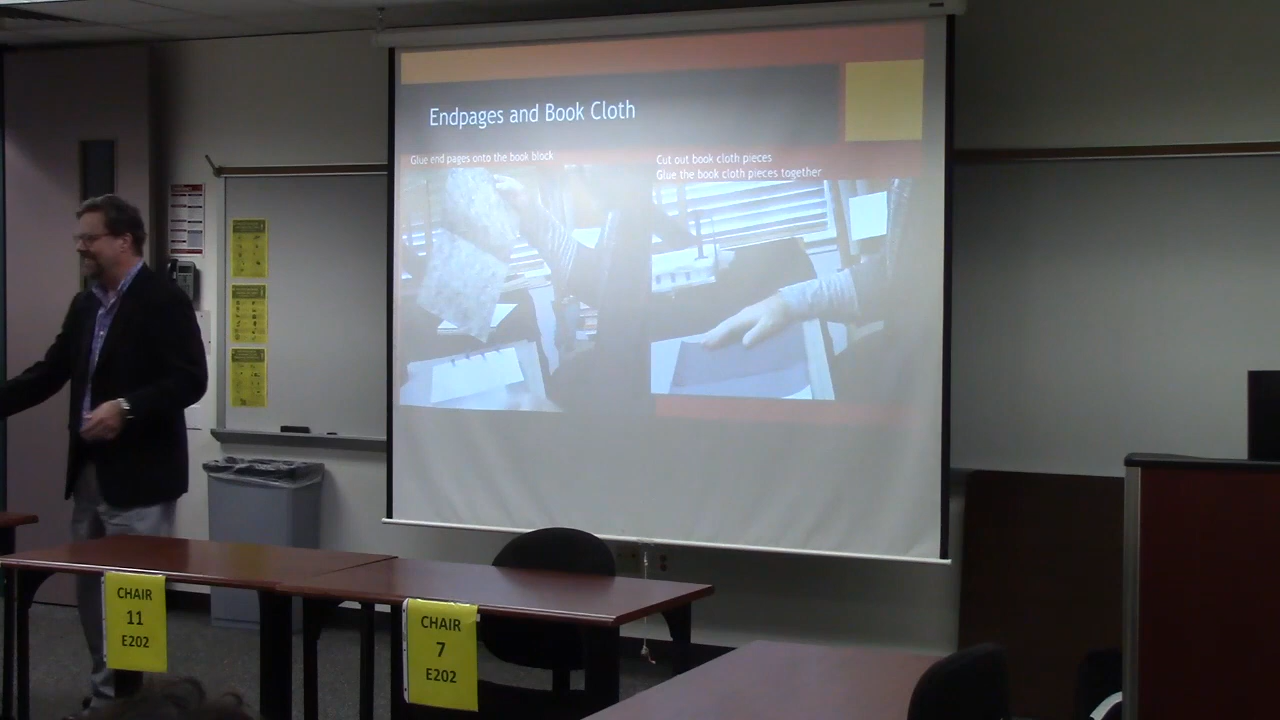 Endpages and Book Cloth
Glue end pages onto the book block
Cut out book cloth pieces
Glue the book cloth pieces together
CHAIR
11
E202
CHAIR
7
E202